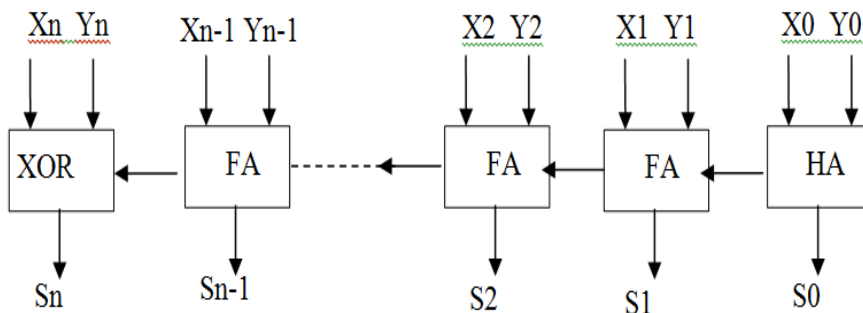 Xn Yn Xn-1 Yn-1 X2 Y2 X1 Y1 X0 Y0
XOR FA FA FA HA
Sn Sn-1 S2 S1 S0